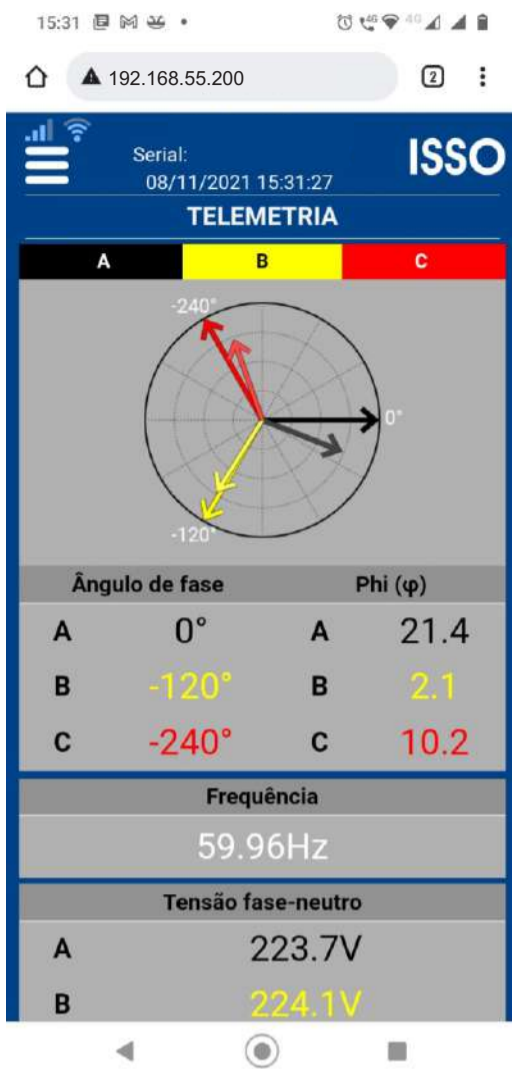 15:31
4G 4G
192.168.55.200 2
Serial:
08/11/2021 15:31:27
ISSO
TELEMETRIA
A B C
-240°
0°
-120°
Ângulo de fase Phi (φ)
A 0° A 21.4
B -120° B 2.1
C -240° C 10.2
Frequência
59.96Hz
Tensão fase-neutro
A 223.7V
B 224.1V